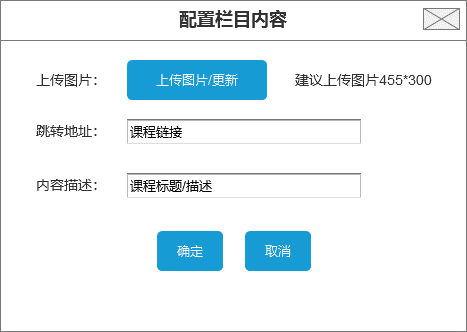 配置栏目内容
上传图片： 上传图片/更新 建议上传图片455*300
跳转地址： 课程链接
内容描述： 课程标题/描述
确定 取消